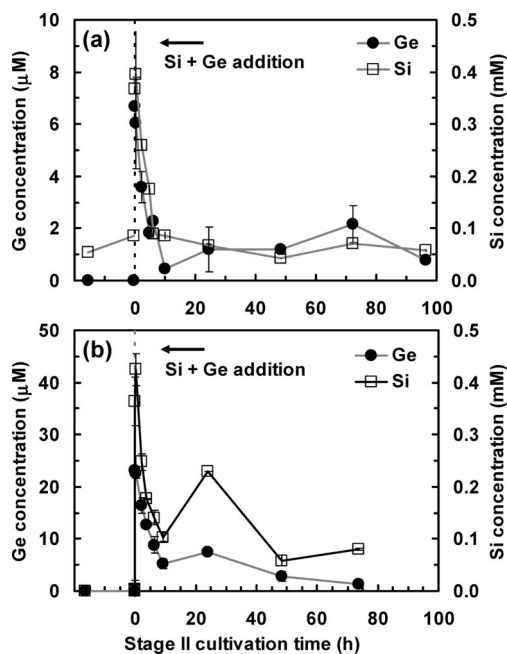 (a)
Si + Ge addition
Ge
Si
Ge concentration (μM)
10
8
6
4
2
0
Si concentration (mM)
0.5
0.4
0.3
0.2
0.1
0.0
0 20 40 60 80 100
(b)
Si + Ge addition
Ge
Si
Ge concentration (μM)
50
40
30
20
10
0
Si concentration (mM)
0.5
0.4
0.3
0.2
0.1
0.0
0 20 40 60 80 100
Stage II cultivation time (h)